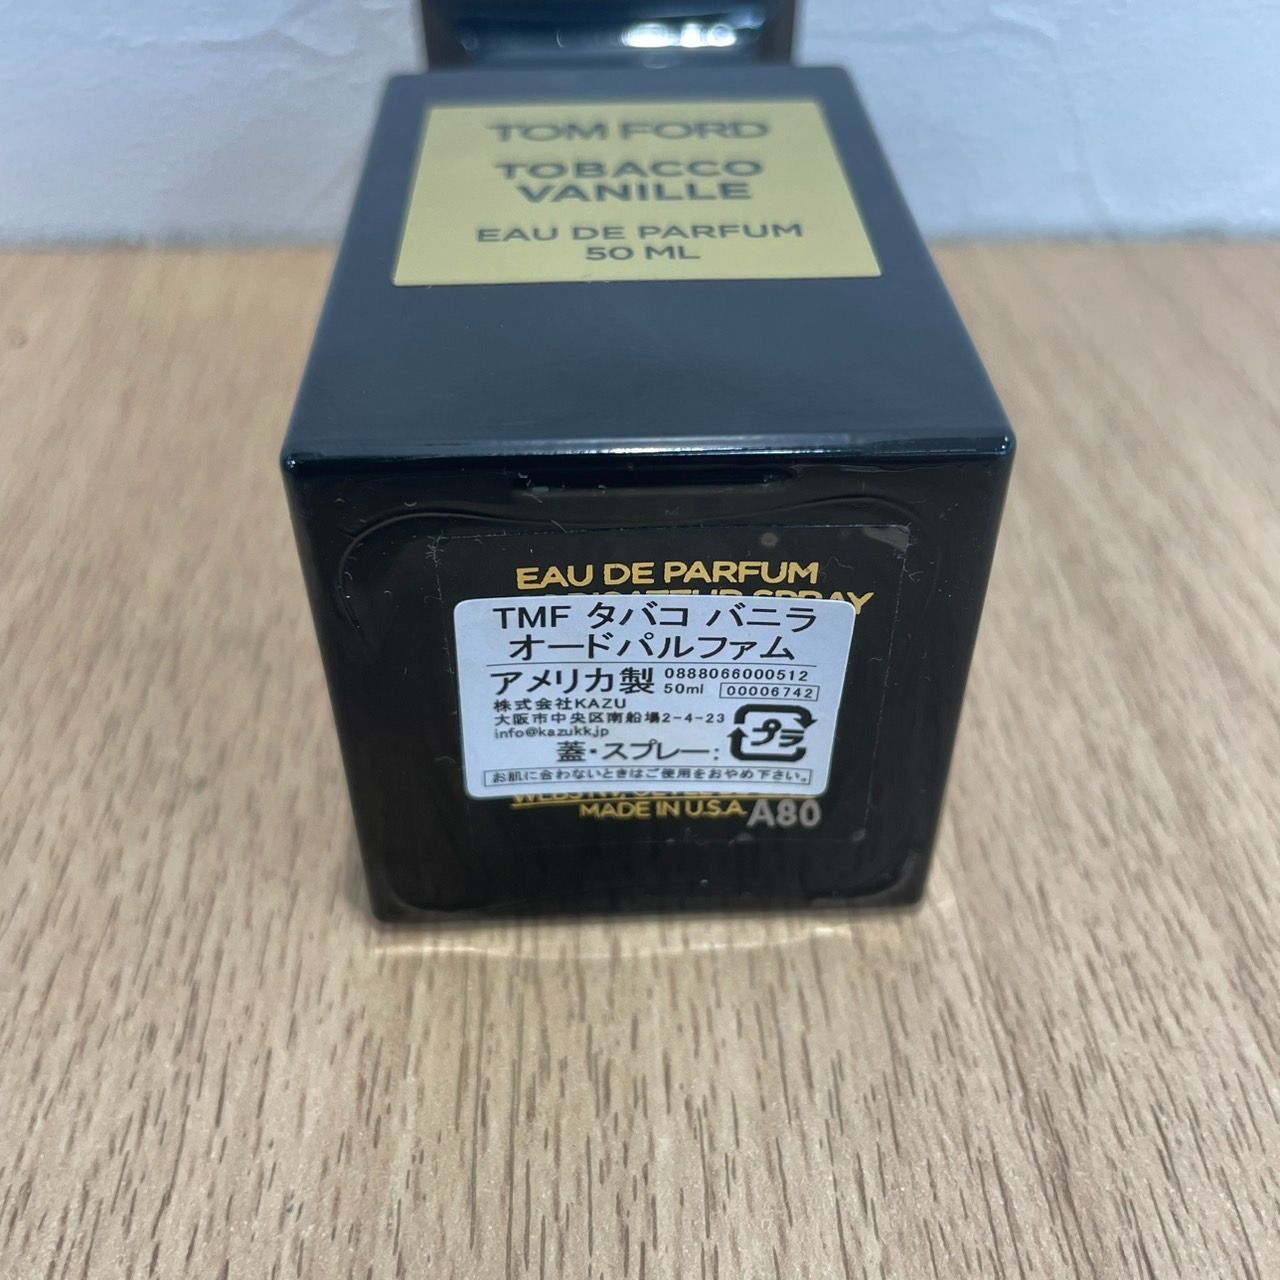 TOM FORD
TOBACCO
VANILLE
EAU DE PARFUM
50 ML
EAU DE PARFUM
SPRAY
TMF タバコ バニラ
オードパルファム
アメリカ製 0888066000512
50ml 00006742
株式会社KAZU
大阪市中央区南船場2-4-23
info@kazukk.jp
プラ
蓋・スプレー:
お肌に合わないときはご使用をおやめ下さい。
MADE IN U.S.A. A80